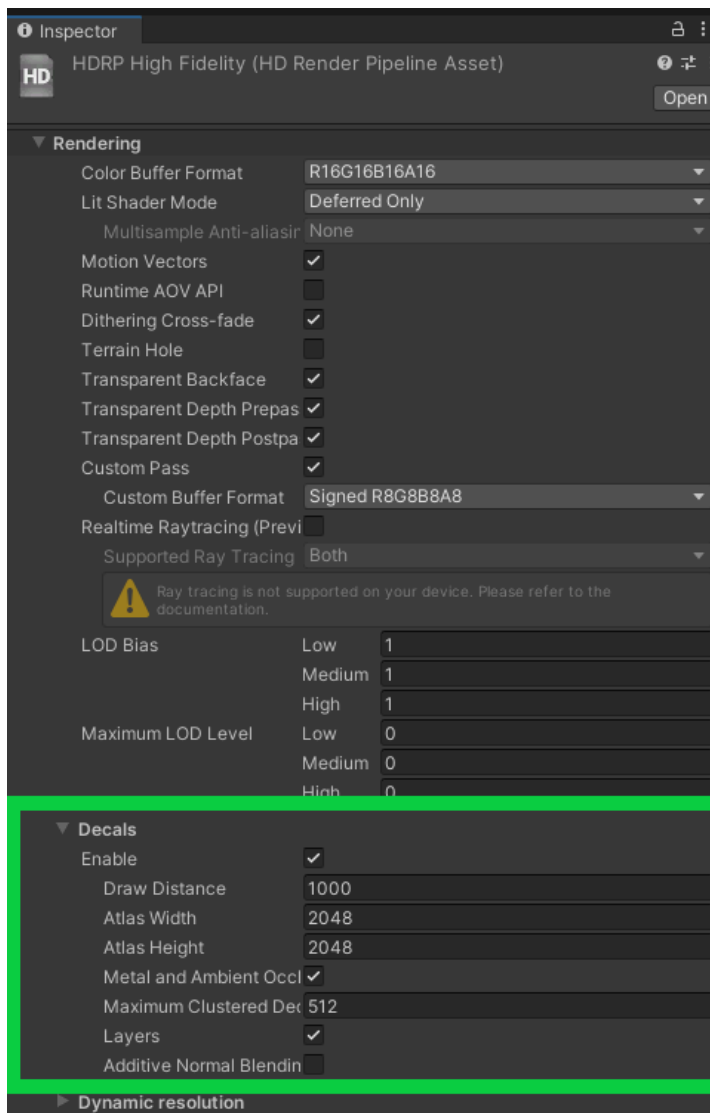 Inspector
HD
HDRP High Fidelity (HD Render Pipeline Asset)
Open
Rendering
Color Buffer Format R16G16B16A16
Lit Shader Mode Deferred Only
Multisample Anti-aliasir None
Motion Vectors
Runtime AOV API
Dithering Cross-fade
Terrain Hole
Transparent Backface
Transparent Depth Prepas
Transparent Depth Postpa
Custom Pass
Custom Buffer Format Signed R8G8B8A8
Realtime Raytracing (Previ
Supported Ray Tracing Both
Ray tracing is not supported on your device. Please refer to the
documentation.
LOD Bias Low 1
Medium 1
High 1
Maximum LOD Level Low 0
Medium 0
High 0
Decals
Enable
Draw Distance 1000
Atlas Width 2048
Atlas Height 2048
Metal and Ambient Occl
Maximum Clustered Dec 512
Layers
Additive Normal Blendin
Dynamic resolution